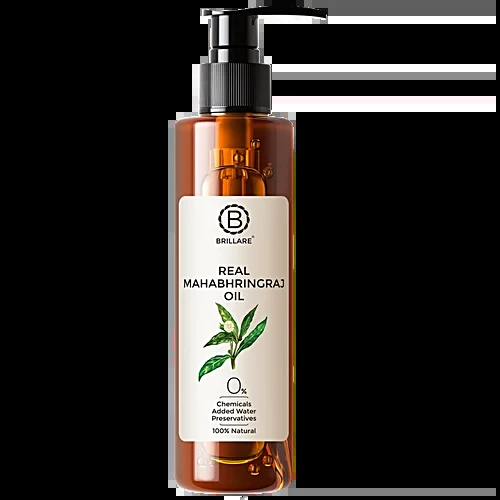 B
BRILLARE®
REAL
MAHABHRINGRAJ
OIL
0%
Chemicals
Added Water
Preservatives
100% Natural